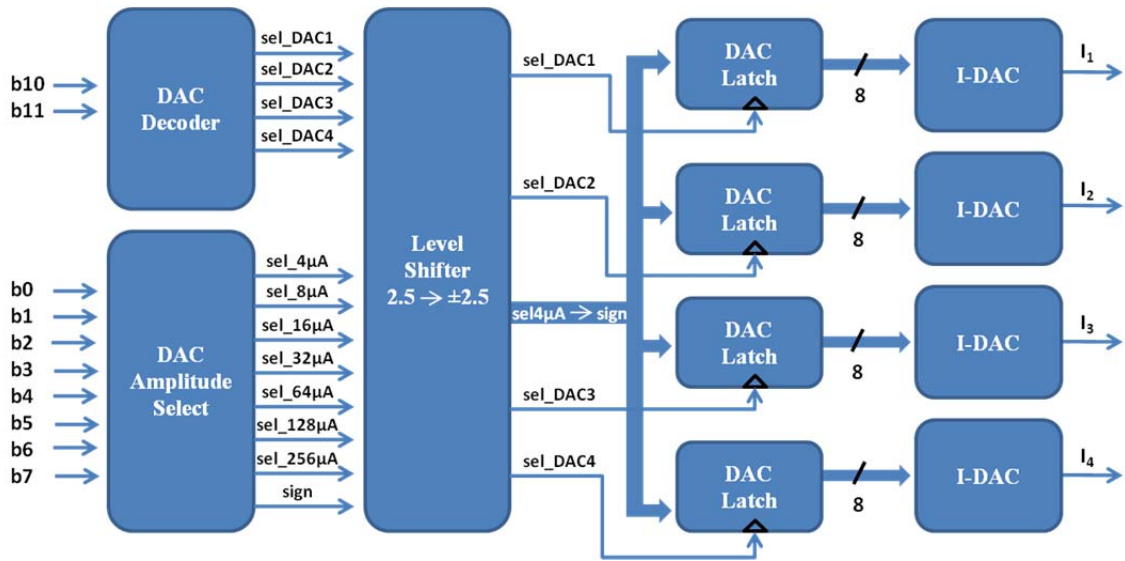 b10
b11
DAC
Decoder
sel_DAC1
sel_DAC2
sel_DAC3
sel_DAC4
b0
b1
b2
b3
b4
b5
b6
b7
DAC
Amplitude
Select
sel_4µA
sel_8µA
sel_16µA
sel_32µA
sel_64µA
sel_128µA
sel_256µA
sign
Level
Shifter
2.5 → ±2.5
sel_DAC1
sel_DAC2
sel4µA → sign
sel_DAC3
sel_DAC4
DAC
Latch
8
I-DAC
I1
DAC
Latch
8
I-DAC
I2
DAC
Latch
8
I-DAC
I3
DAC
Latch
8
I-DAC
I4